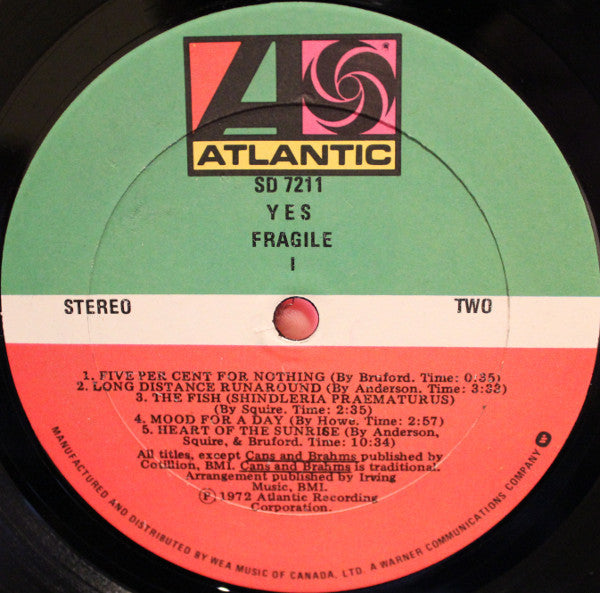 ATLANTIC
SD 7211
YES
FRAGILE
I
STEREO
TWO
1. FIVE PER CENT FOR NOTHING (By Bruford. Time: 0.35)
2. LONG DISTANCE RUNAROUND (By Anderson. Time: 3:33)
3. THE FISH (SHINDLERIA PRAEMATURUS)
(By Squire. Time: 2:35)
4. MOOD FOR A DAY (By Howe. Time: 2:57)
5. HEART OF THE SUNRISE (By Anderson,
Squire, & Bruford. Time: 10:34)
All titles, except Cans and Brahms published by
Cotillion, BMI. Cans and Brahms is traditional.
Arrangement published by Irving
Music, BMI.
Ⓟ 1972 Atlantic Recording
Corporation.
MANUFACTURED AND DISTRIBUTED BY WEA MUSIC OF CANADA, LTD. A WARNER COMMUNICATIONS COMPANY